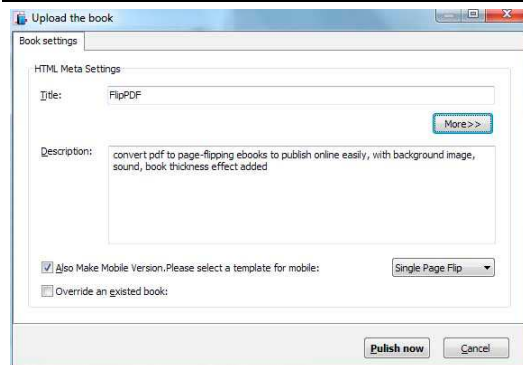 Upload the book
Book settings
HTML Meta Settings
Title:
FlipPDF
More>>
Description:
convert pdf to page-flipping ebooks to publish online easily, with background image,
sound, book thickness effect added
Also Make Mobile Version.Please select a template for mobile:
Single Page Flip
Override an existed book:
Pulish now
Cancel